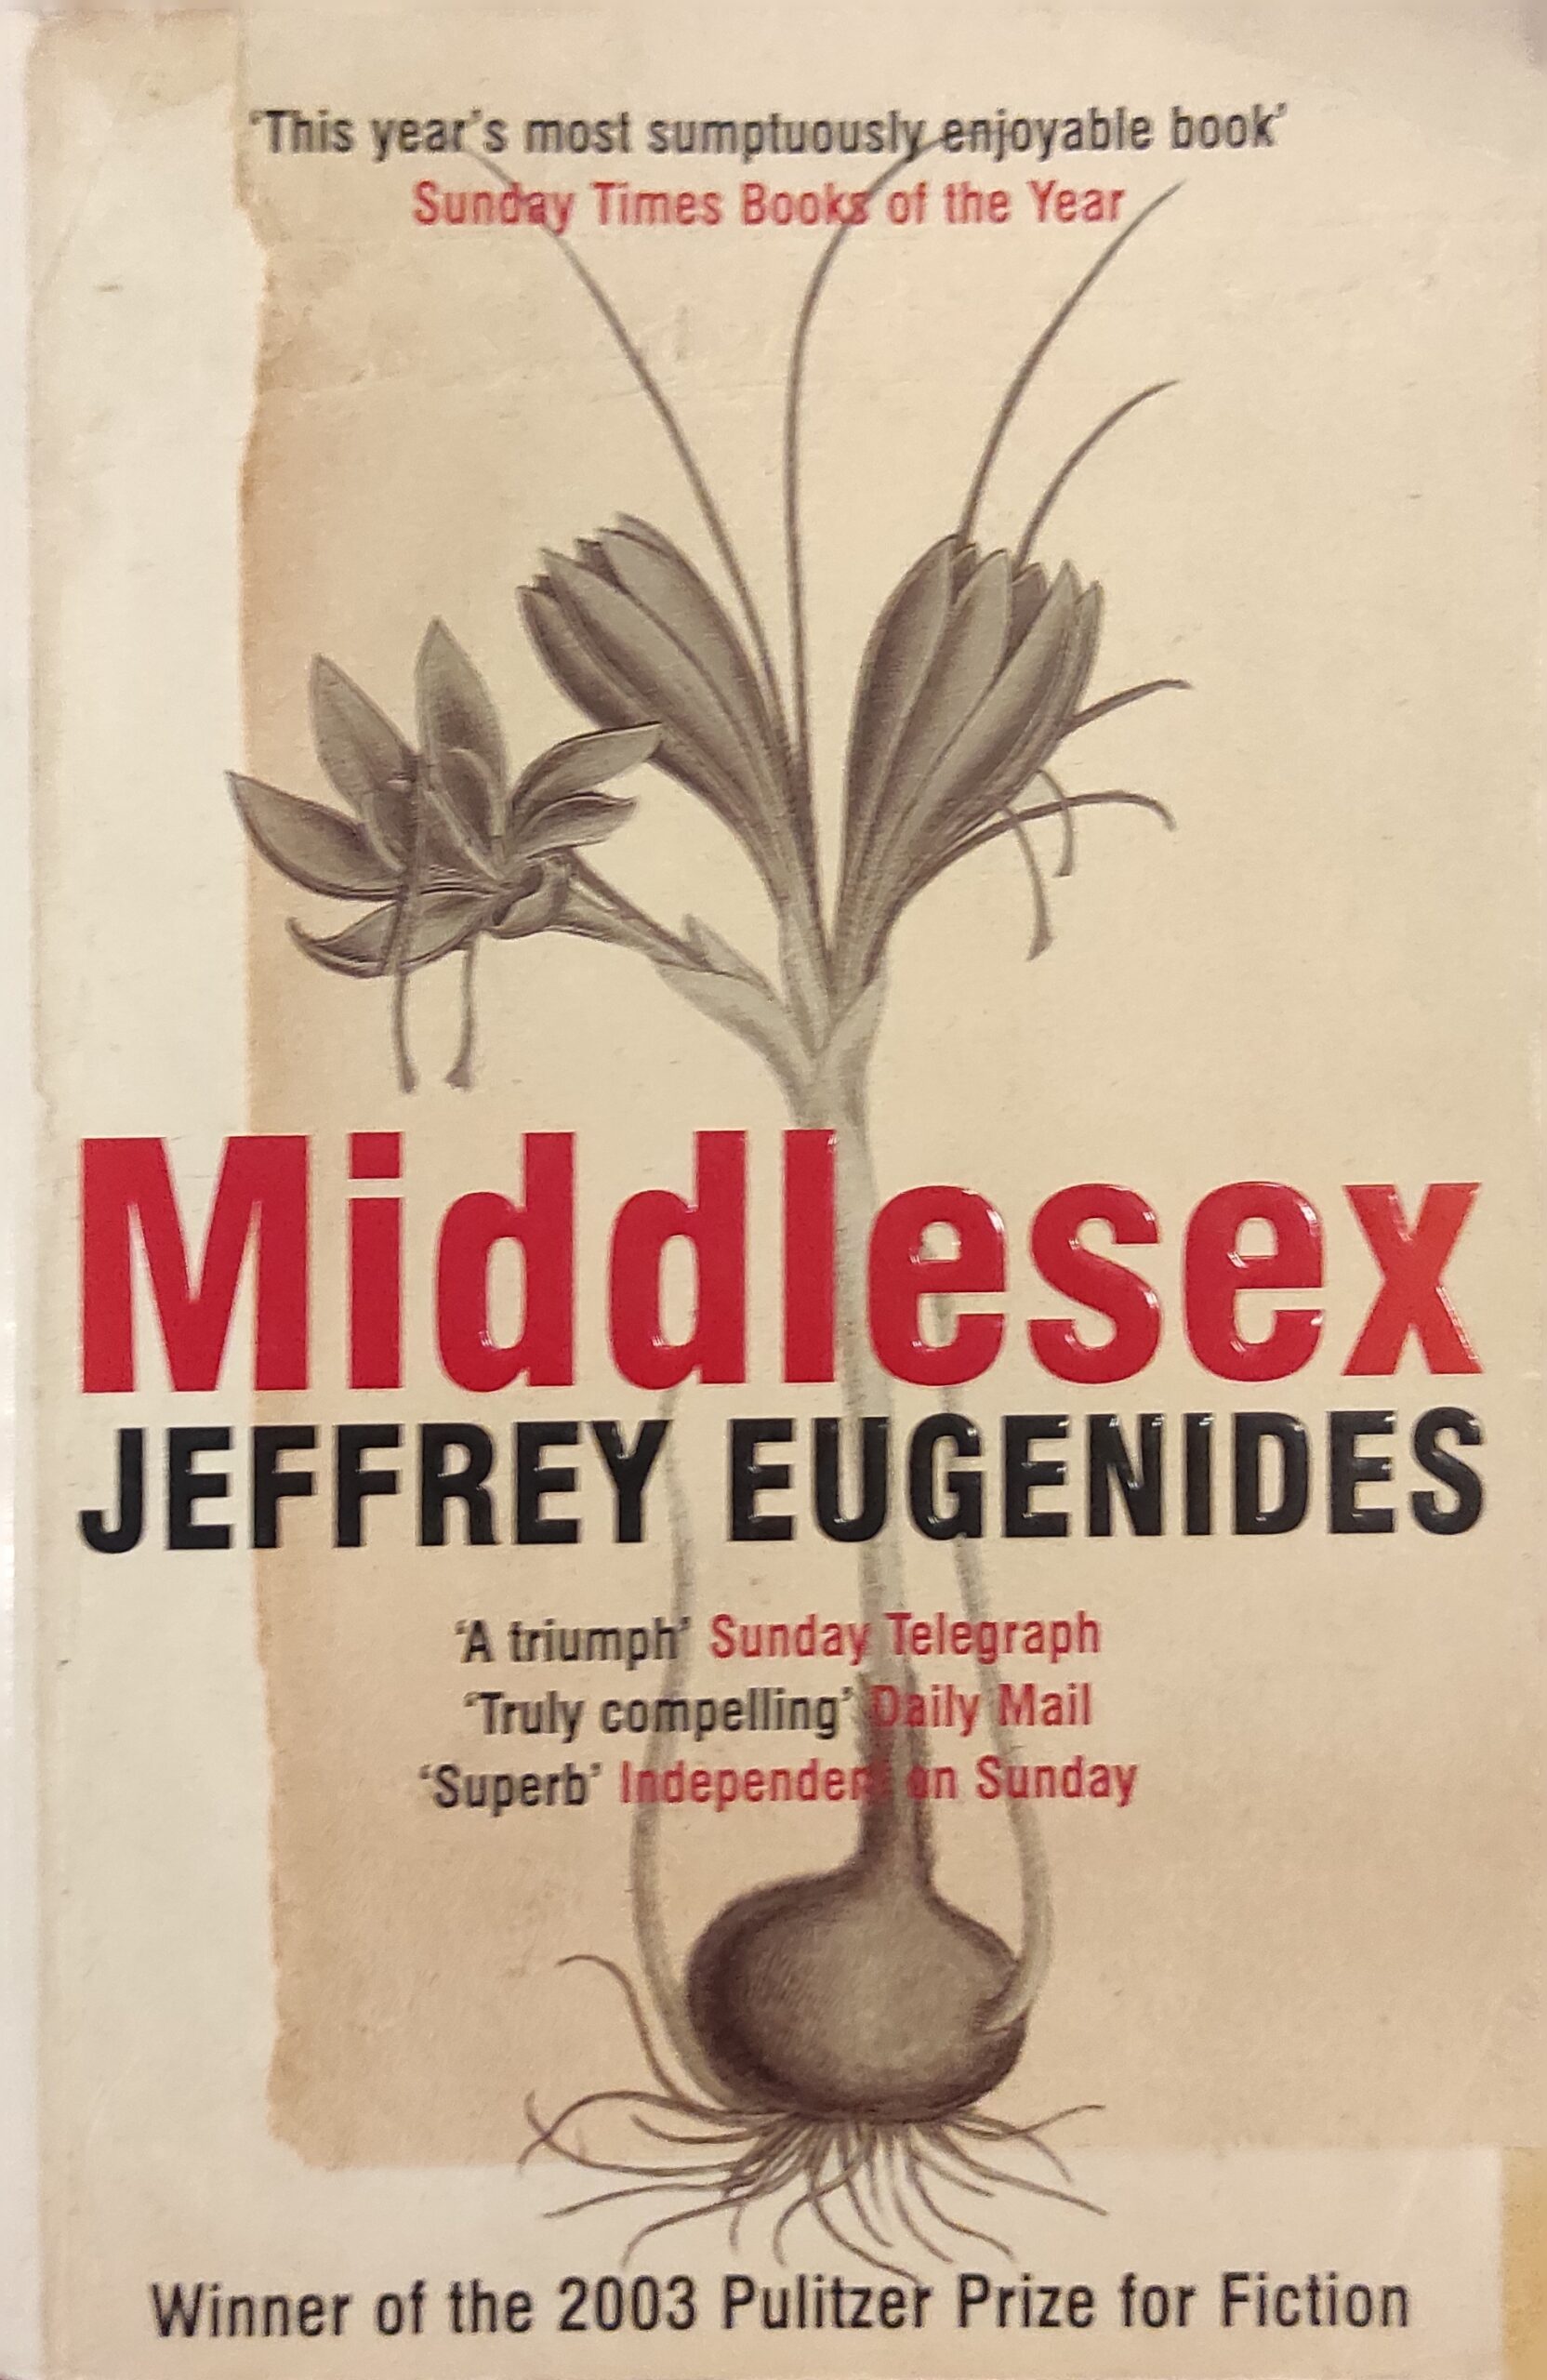 ‘This year’s most sumptuously enjoyable book’
Sunday Times Books of the Year
Middlesex
JEFFREY EUGENIDES
‘A triumph’ Sunday Telegraph
‘Truly compelling’ Daily Mail
‘Superb’ Independent on Sunday
Winner of the 2003 Pulitzer Prize for Fiction